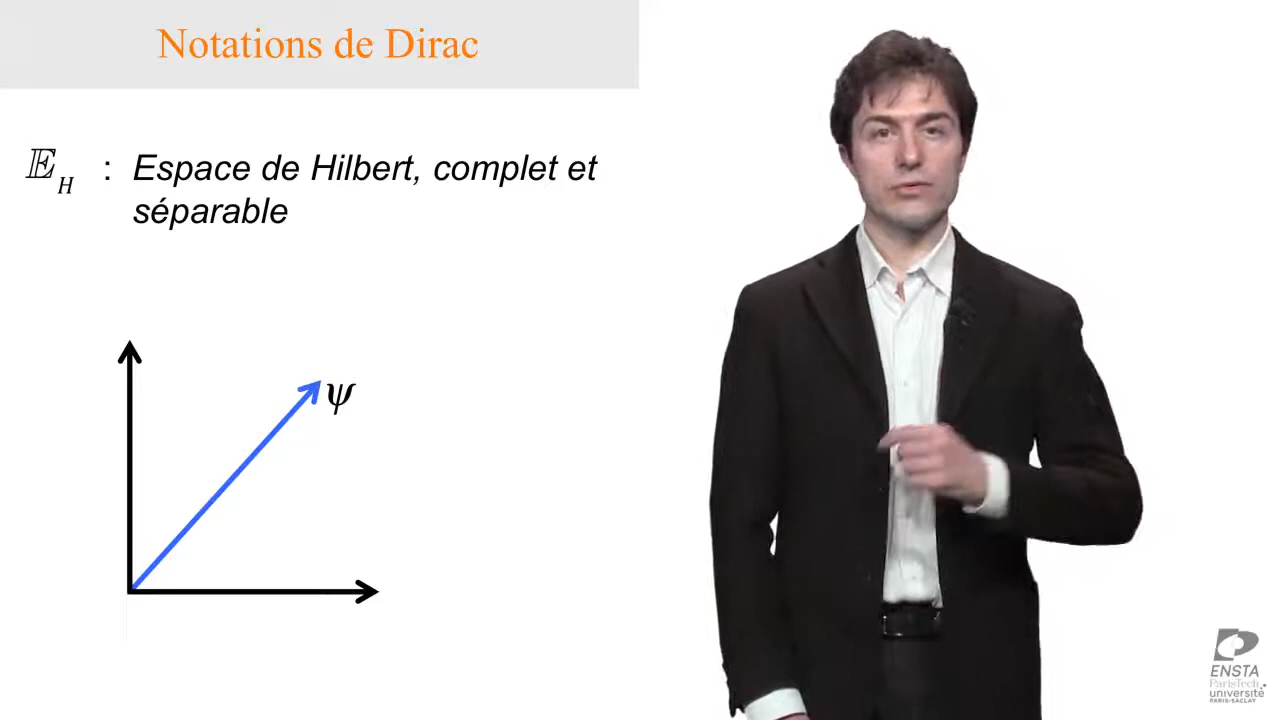 Notations de Dirac
𝔼H : Espace de Hilbert, complet et
séparable
ψ
ENSTA
ParisTech
université
PARIS-SACLAY